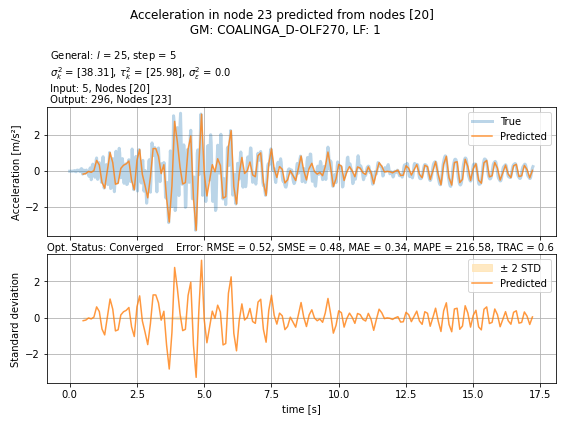 Acceleration in node 23 predicted from nodes [20]
GM: COALINGA_D-OLF270, LF: 1
General: l = 25, step = 5
σ²ₖ = [38.31], τ²ₖ = [25.98], σ²ε = 0.0
Input: 5, Nodes [20]
Output: 296, Nodes [23]
Acceleration [m/s²]
2
0
−2
True
Predicted
Opt. Status: Converged
Error: RMSE = 0.52, SMSE = 0.48, MAE = 0.34, MAPE = 216.58, TRAC = 0.6
Standard deviation
2
0
−2
± 2 STD
Predicted
0.0 2.5 5.0 7.5 10.0 12.5 15.0 17.5
time [s]